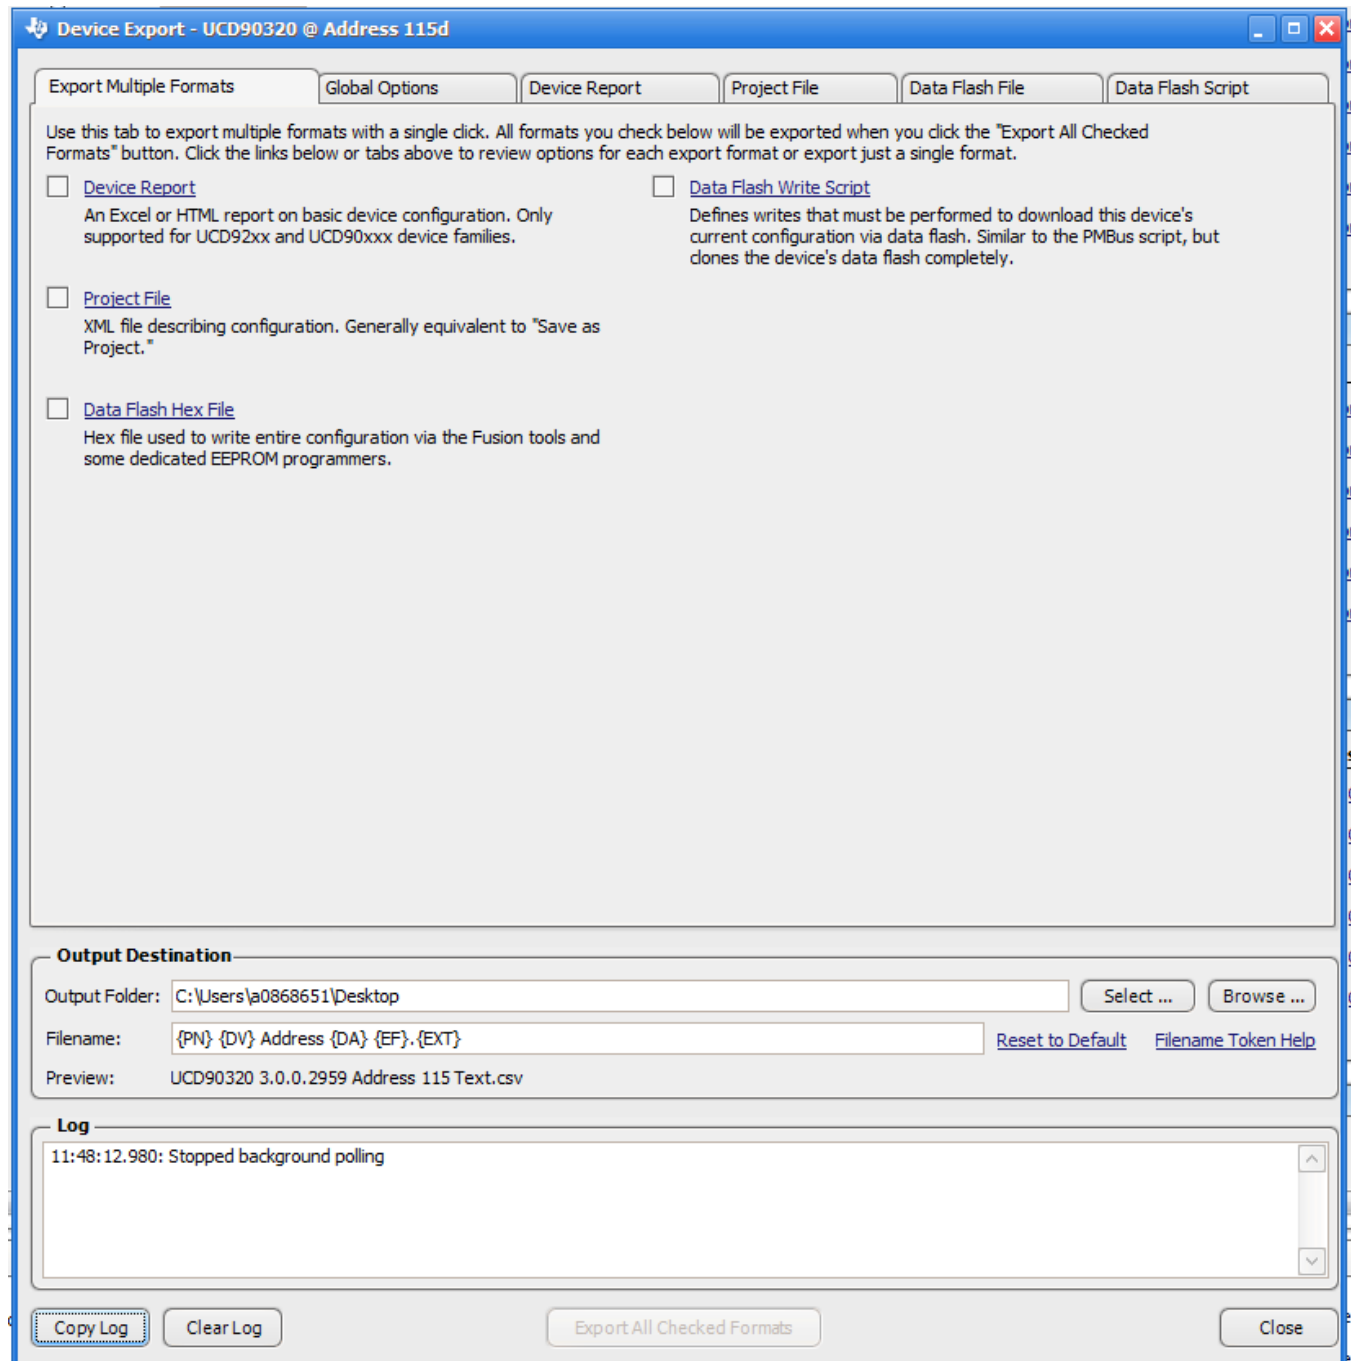 Device Export - UCD90320 @ Address 115d
Export Multiple Formats
Global Options
Device Report
Project File
Data Flash File
Data Flash Script
Use this tab to export multiple formats with a single click. All formats you check below will be exported when you click the "Export All Checked
Formats" button. Click the links below or tabs above to review options for each export format or export just a single format.
Device Report
An Excel or HTML report on basic device configuration. Only
supported for UCD92xx and UCD90xxx device families.
Data Flash Write Script
Defines writes that must be performed to download this device's
current configuration via data flash. Similar to the PMBus script, but
clones the device's data flash completely.
Project File
XML file describing configuration. Generally equivalent to "Save as
Project."
Data Flash Hex File
Hex file used to write entire configuration via the Fusion tools and
some dedicated EEPROM programmers.
Output Destination
Output Folder: C:\Users\a0868651\Desktop
Select ...
Browse ...
Filename: {PN} {DV} Address {DA} {EF}.{EXT}
Reset to Default
Filename Token Help
Preview: UCD90320 3.0.0.2959 Address 115 Text.csv
Log
11:48:12.980: Stopped background polling
Copy Log
Clear Log
Export All Checked Formats
Close